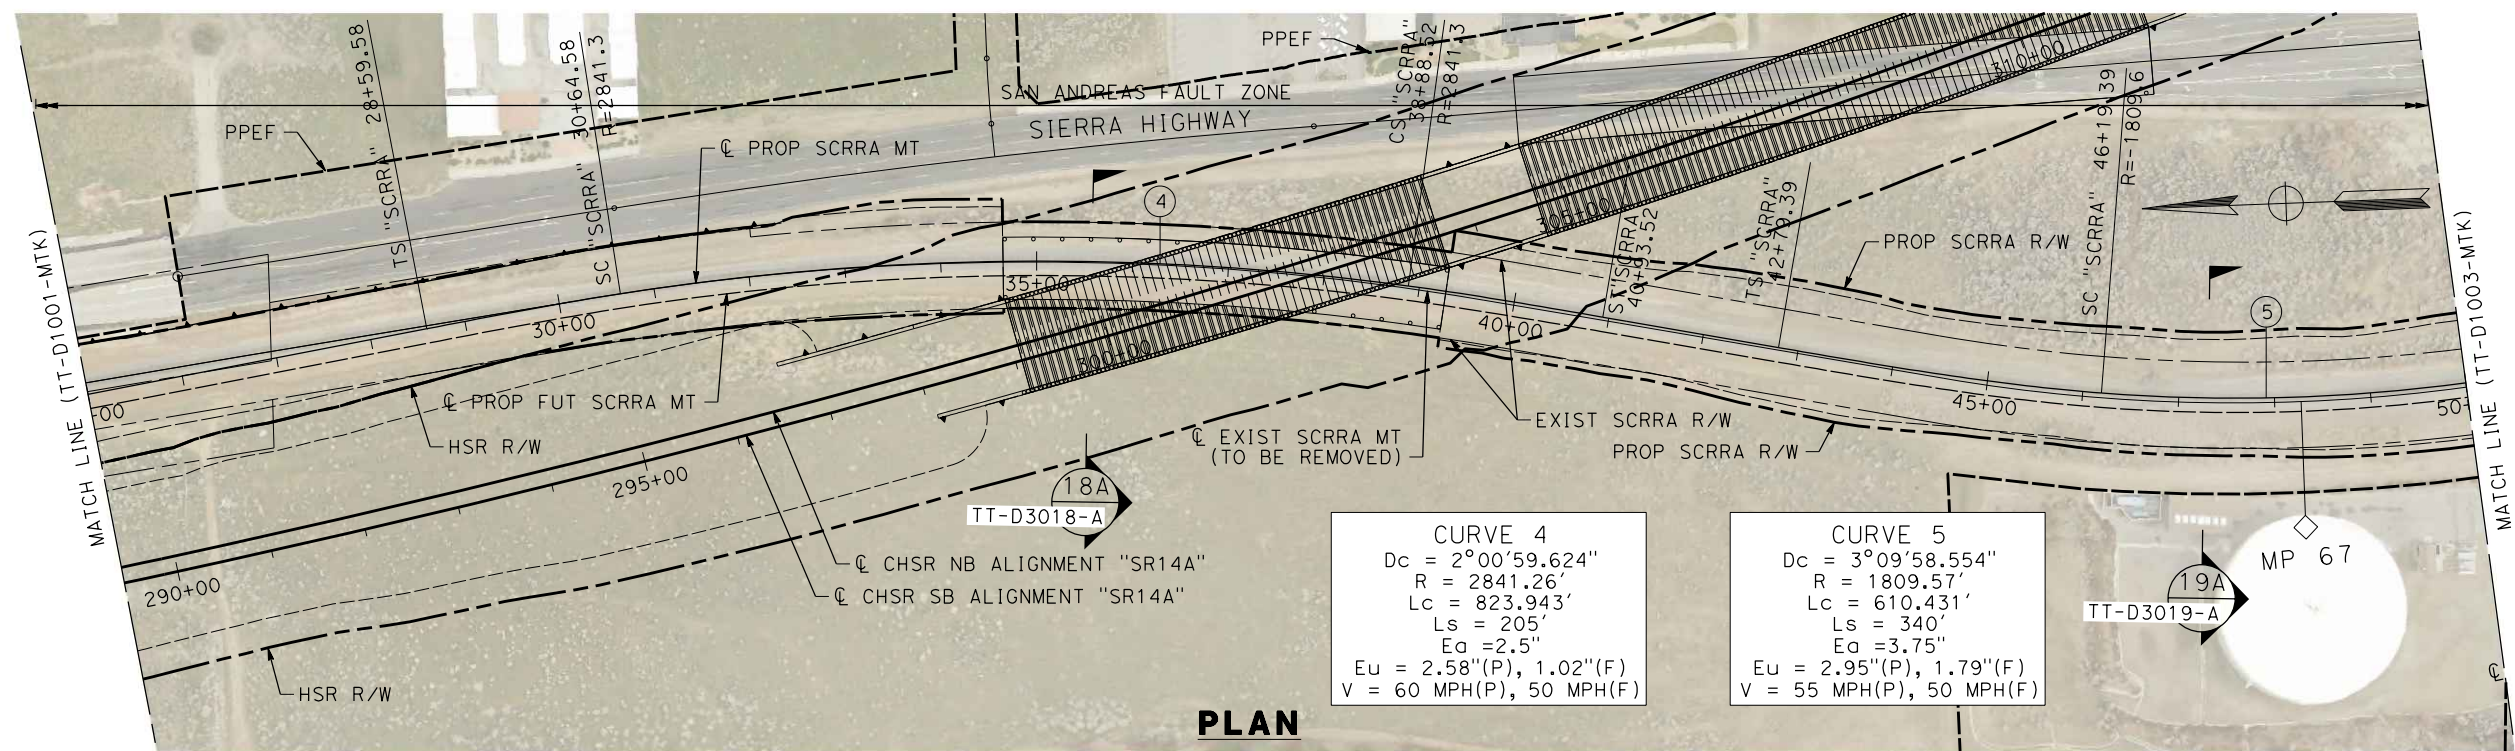 TS "SCRRA" 28+59.58
SC "SCRRA" 30+64.58
R=2841.3
PPEF
PPEF
SAN ANDREAS FAULT ZONE
SIERRA HIGHWAY
CS "SCRRA"
38+88.52
R=2841.3
310+00
SC "SCRRA" 46+19.39
R=-1809.6
℄ PROP SCRRA MT
4
305+00
ST "SCRRA"
40+93.52
TS "SCRRA"
42+79.39
PROP SCRRA R/W
5
MATCH LINE (TT-D1001-MTK)
MATCH LINE (TT-D1003-MTK)
35+00
30+00
40+00
300+00
45+00
50+
00
℄ PROP FUT SCRRA MT
HSR R/W
℄ EXIST SCRRA MT
(TO BE REMOVED)
EXIST SCRRA R/W
PROP SCRRA R/W
295+00
18A
TT-D3018-A
℄ CHSR NB ALIGNMENT "SR14A"
℄ CHSR SB ALIGNMENT "SR14A"
290+00
HSR R/W
CURVE 4
Dc = 2°00'59.624"
R = 2841.26'
Lc = 823.943'
Ls = 205'
Ea =2.5"
Eu = 2.58"(P), 1.02"(F)
V = 60 MPH(P), 50 MPH(F)
CURVE 5
Dc = 3°09'58.554"
R = 1809.57'
Lc = 610.431'
Ls = 340'
Ea =3.75"
Eu = 2.95"(P), 1.79"(F)
V = 55 MPH(P), 50 MPH(F)
MP 67
19A
TT-D3019-A
℄
PLAN